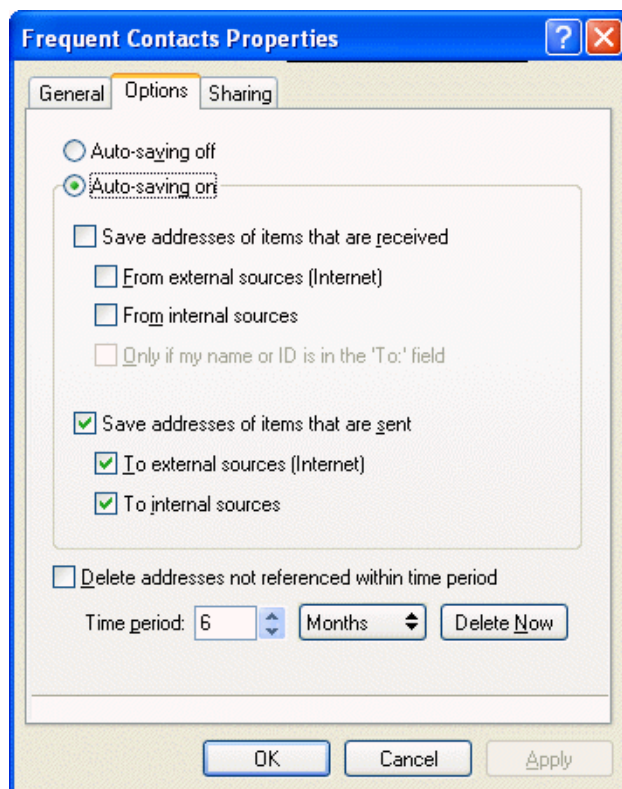 Frequent Contacts Properties
General Options Sharing
Auto-saving off
Auto-saving on
Save addresses of items that are received
From external sources (Internet)
From internal sources
Only if my name or ID is in the 'To:' field
Save addresses of items that are sent
To external sources (Internet)
To internal sources
Delete addresses not referenced within time period
Time period: 6 Months Delete Now
OK Cancel Apply